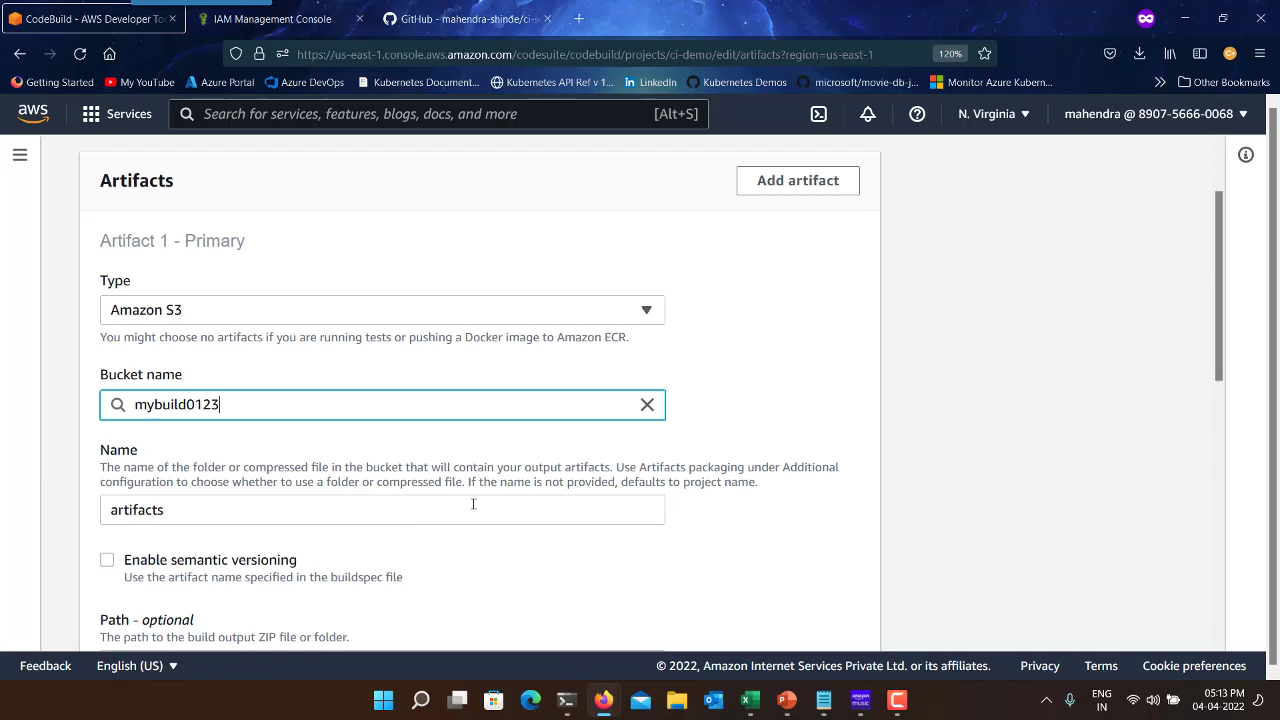 CodeBuild - AWS Developer To
IAM Management Console
GitHub - mahendra-shinde/ci-s
https://us-east-1.console.aws.amazon.com/codesuite/codebuild/projects/ci-demo/edit/artifacts?region=us-east-1
120%
Getting Started
My YouTube
Azure Portal
Azure DevOps
Kubernetes Document...
Kubernetes API Ref v 1...
LinkedIn
Kubernetes Demos
microsoft/movie-db-j...
Monitor Azure Kubern...
Other Bookmarks
aws
Services
Search for services, features, blogs, docs, and more
[Alt+S]
N. Virginia
mahendra @ 8907-5666-0068
Artifacts
Add artifact
Artifact 1 - Primary
Type
Amazon S3
You might choose no artifacts if you are running tests or pushing a Docker image to Amazon ECR.
Bucket name
mybuild0123
Name
The name of the folder or compressed file in the bucket that will contain your output artifacts. Use Artifacts packaging under Additional
configuration to choose whether to use a folder or compressed file. If the name is not provided, defaults to project name.
artifacts
Enable semantic versioning
Use the artifact name specified in the buildspec file
Path - optional
The path to the build output ZIP file or folder.
Feedback
English (US)
© 2022, Amazon Internet Services Private Ltd. or its affiliates.
Privacy
Terms
Cookie preferences
ENG
IN
05:13 PM
04-04-2022